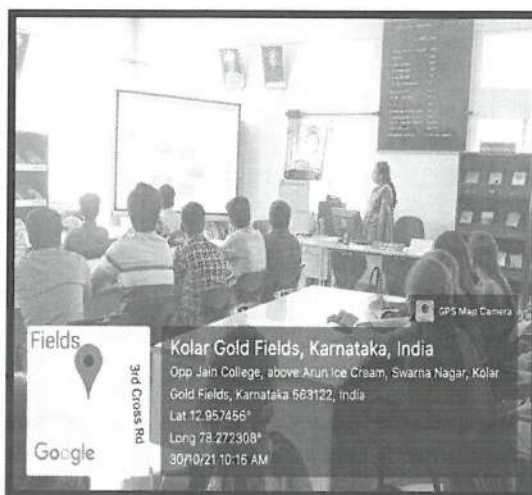 GPS Map Camera
Fields
3rd Cross Rd
Google
Kolar Gold Fields, Karnataka, India
Opp Jain College, above Arun Ice Cream, Swarna Nagar, Kolar
Gold Fields, Karnataka 563122, India
Lat 12.957456°
Long 78.272308°
30/10/21 10:16 AM